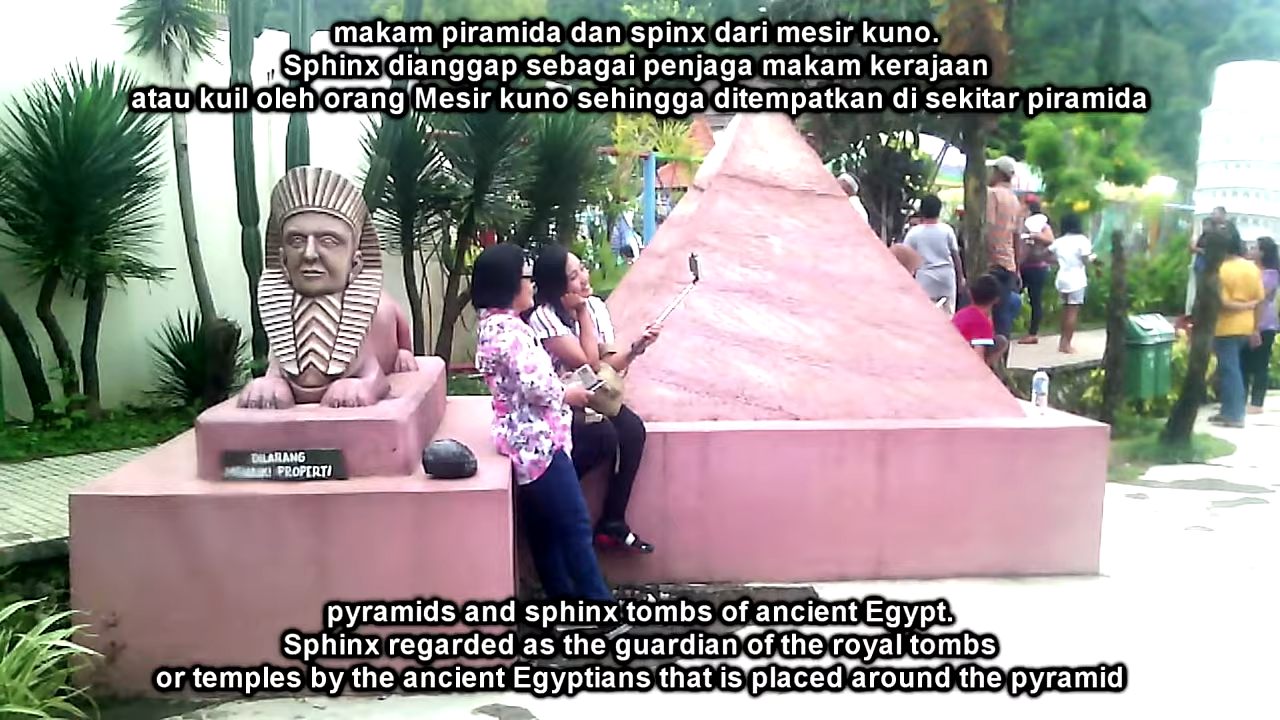 makam piramida dan spinx dari mesir kuno.
Sphinx dianggap sebagai penjaga makam kerajaan
atau kuil oleh orang Mesir kuno sehingga ditempatkan di sekitar piramida
DILARANG
MENAIKI PROPERTI
pyramids and sphinx tombs of ancient Egypt.
Sphinx regarded as the guardian of the royal tombs
or temples by the ancient Egyptians that is placed around the pyramid